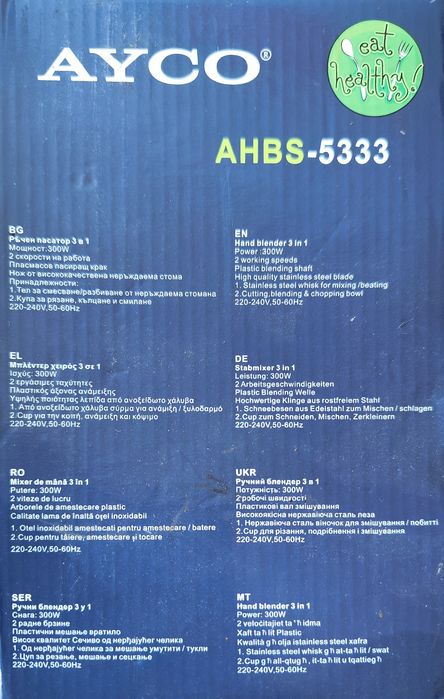 AYCO®
eat healthy!
AHBS-5333
BG
Ръчен пасатор 3 в 1
Мощност:300W
2 скорости на работа
Пласмасов пасиращ крак
Нож от висококателствена неръждаема стома
Принадлежности:
1.Тел за смесване/разбиване от неръждаема стомана
2.Купа за рязане, кълцане и смилане
220-240V,50-60Hz
EN
Hand blender 3 in 1
Power:300W
2 working speeds
Plastic blending shaft
High quality stainless steel blade
1. Stainless steel whisk for mixing /beating
2.Cutting,blending & chopping bowl
220-240V,50-60Hz
EL
Μπλέντερ χειρός 3 σε 1
Ισχύς: 300W
2 εργάσιμες ταχύτητες
Πλαστικός άξονας ανάμειξης
Υψηλής ποιότητας λεπίδα από ανοξείδωτο χάλυβα
1. Από ανοξείδωτο χάλυβα σύρμα για ανάμιξη / ξυλοδαρμό
2.Cup για την κοπή, ανάμειξη και κόψιμο
220-240V,50-60Hz
DE
Stabmixer 3 in 1
Leistung: 300W
2 Arbeitsgeschwindigkeiten
Plastic Blending Welle
Hochwertige Klinge aus rostfreiem Stahl
1. Schneebesen aus Edelstahl zum Mischen / schlagen
2.Cup zum Schneiden, Mischen, Zerkleinern
220-240V,50-60Hz
RO
Mixer de mână 3 în 1
Putere: 300W
2 viteze de lucru
Arborele de amestecare plastic
Calitate lama de înaltă oțel inoxidabil
1. Otel inoxidabil amestecati pentru amestecare / batere
2.Cup pentru tăiere, amestecare și tocare
220-240V,50-60Hz
UKR
Ручний блендер 3 в 1
Потужність: 300W
2 робочі швидкості
Пластикові вал змішування
Високоякісна нержавіюча сталь леза
1. Нержавіюча сталь віночок для змішування / побитті
2.Cup для різання, подрібнення і змішування
220-240V,50-60Hz
SER
Ручни блендер 3 у 1
Снага: 300W
2 радне брзине
Пластични мешање вратило
Висок квалитет Сечиво од нерђајућег челика
1. Од нерђајућег челика за мешање умутити / тукли
2.Цуп за резање, мешање и сецкање
220-240V,50-60Hz
MT
Hand blender 3 in 1
Power: 300W
2 veloċitajiet ta 'ħidma
Xaft ta ħlit Plastic
Kwalità għolja istainless steel xafra
1. Stainless steel whisk għat-taħlit / swat
2.Cup għall-qtugħ, it-taħlit u tqattiegħ
220-240V,50-60Hz